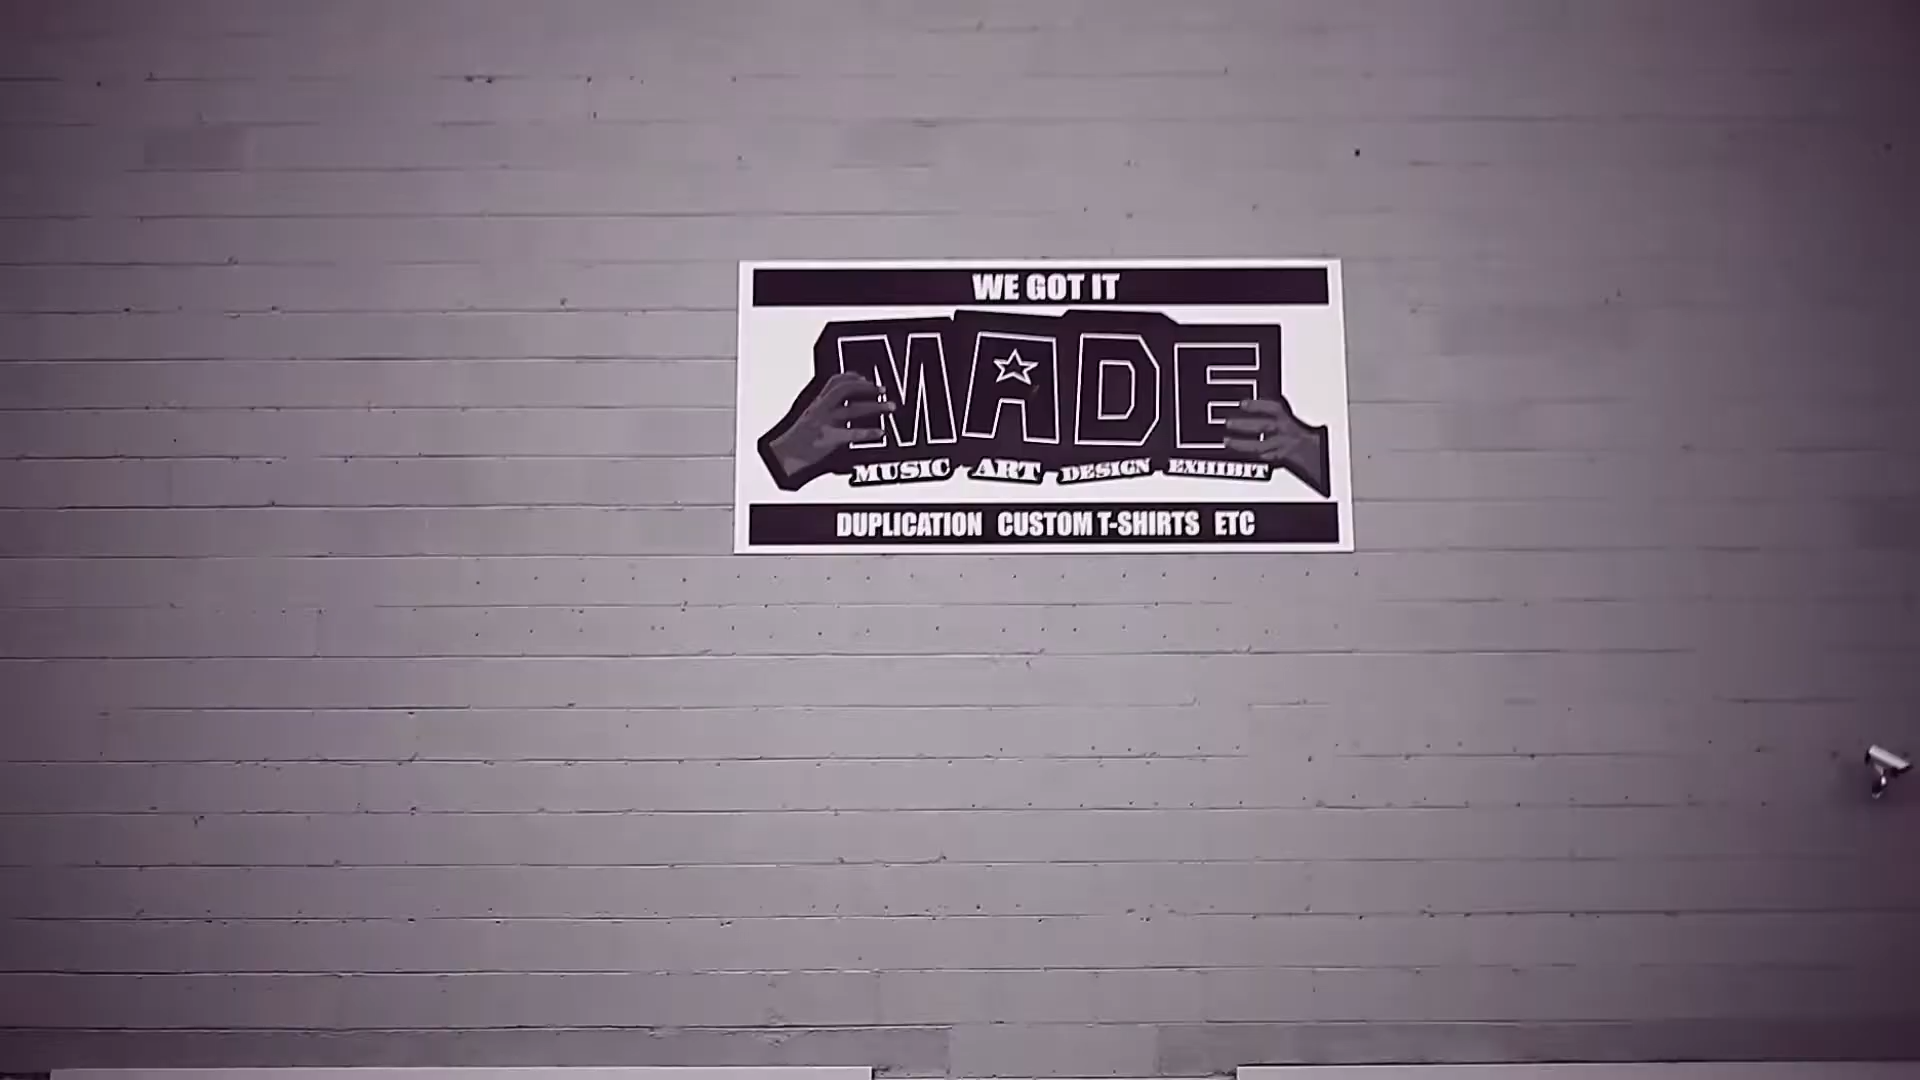 WE GOT IT
MADE
MUSIC ART DESIGN EXHIBIT
DUPLICATION CUSTOM T-SHIRTS ETC